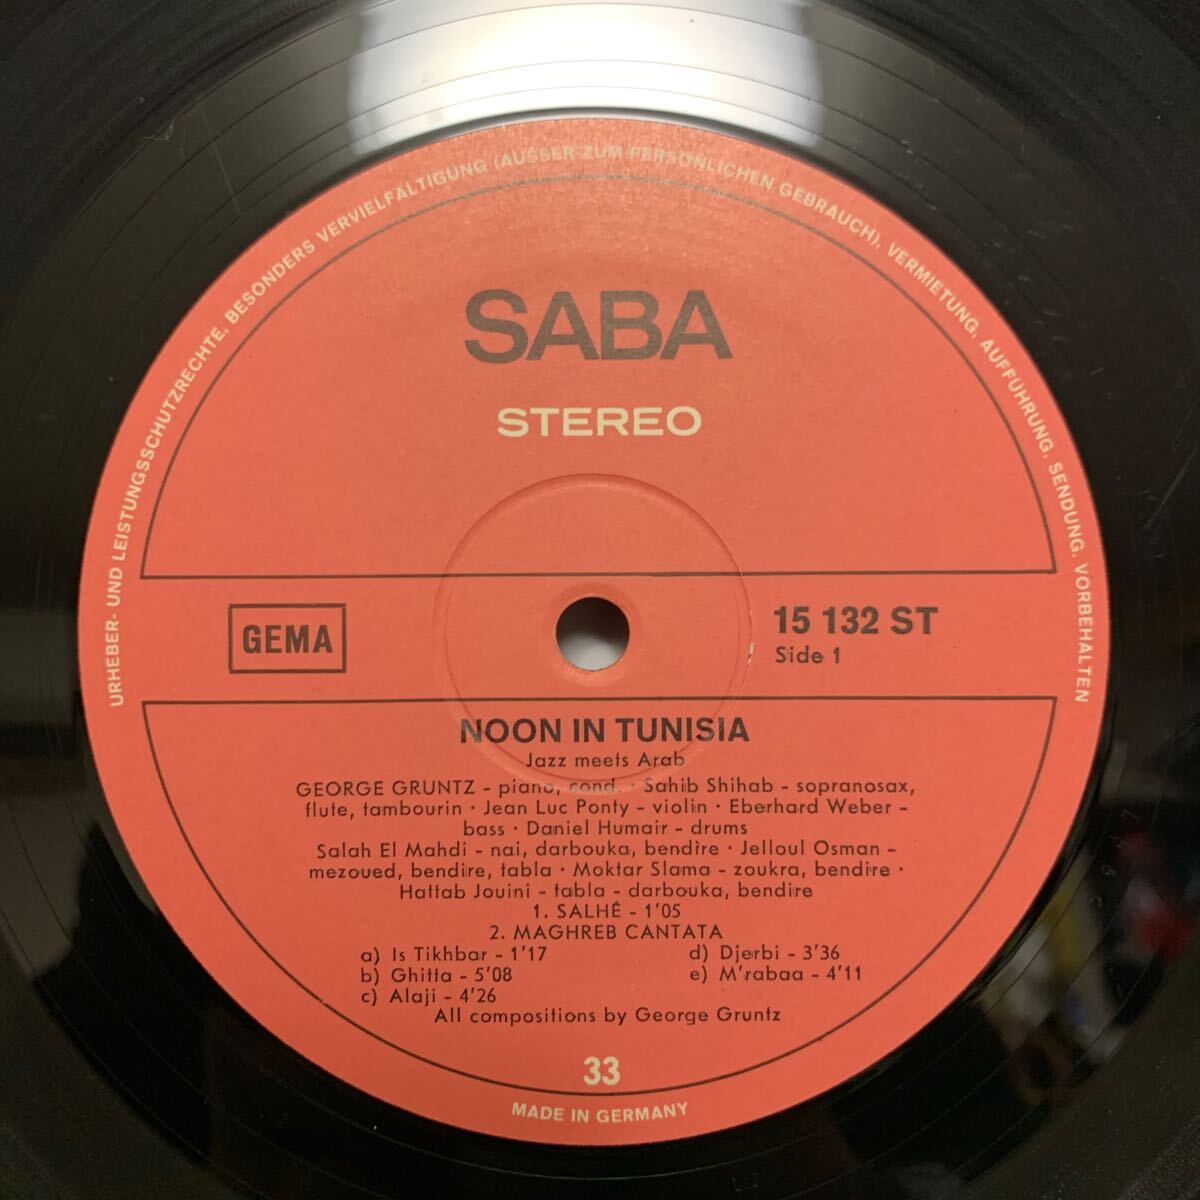 URHEBER- UND LEISTUNGSSCHUTZRECHTE, BESONDERS VERVIELFÄLTIGUNG (AUSSER ZUM PERSÖNLICHEN GEBRAUCH), VERMIETUNG, AUFFÜHRUNG, SENDUNG, VORBEHALTEN
SABA
STEREO
GEMA
15 132 ST
Side 1
NOON IN TUNISIA
Jazz meets Arab
GEORGE GRUNTZ - piano, cond. · Sahib Shihab - sopranosax,
flute, tambourin · Jean Luc Ponty - violin · Eberhard Weber -
bass · Daniel Humair - drums
Salah El Mahdi - nai, darbouka, bendire · Jelloul Osman -
mezoued, bendire, tabla · Moktar Slama - zoukra, bendire ·
Hattab Jouini - tabla - darbouka, bendire
1. SALHÉ - 1'05
2. MAGHREB CANTATA
a) Is Tikhbar - 1'17
b) Ghitta - 5'08
c) Alaji - 4'26
d) Djerbi - 3'36
e) M'rabaa - 4'11
All compositions by George Gruntz
33
MADE IN GERMANY